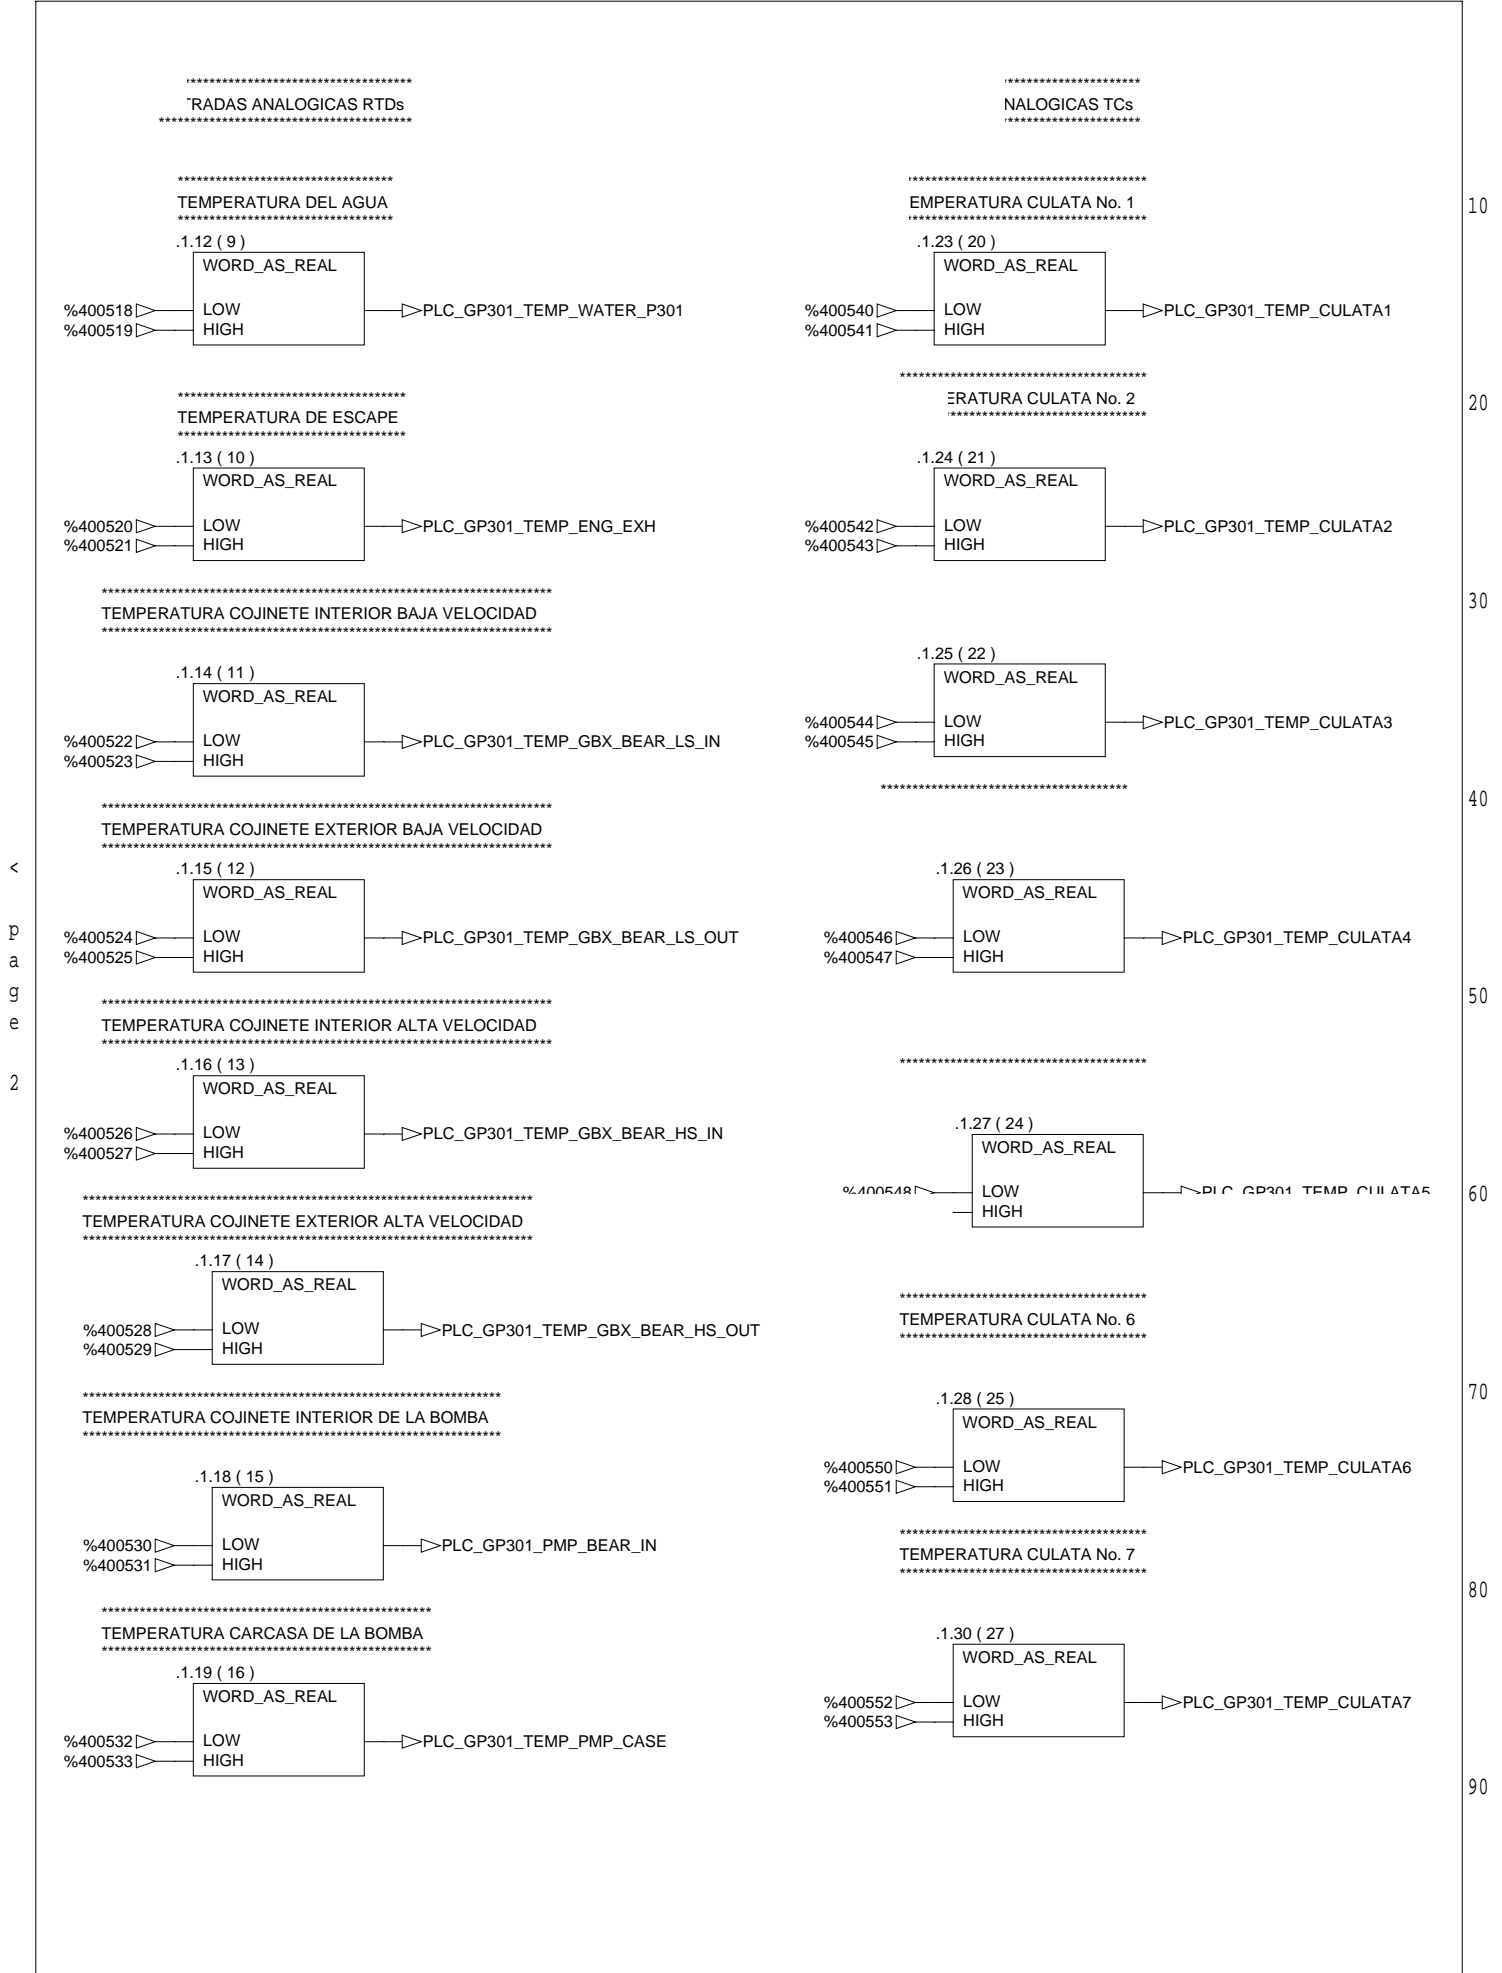 ***********************************
TRADAS ANALOGICAS RTDs
****************************************
**********************************
TEMPERATURA DEL AGUA
**********************************
.1.12 ( 9 )
WORD_AS_REAL
%400518 LOW PLC_GP301_TEMP_WATER_P301
%400519 HIGH
************************************
TEMPERATURA DE ESCAPE
************************************
.1.13 ( 10 )
WORD_AS_REAL
%400520 LOW PLC_GP301_TEMP_ENG_EXH
%400521 HIGH
***********************************************************************
TEMPERATURA COJINETE INTERIOR BAJA VELOCIDAD
***********************************************************************
.1.14 ( 11 )
WORD_AS_REAL
%400522 LOW PLC_GP301_TEMP_GBX_BEAR_LS_IN
%400523 HIGH
***********************************************************************
TEMPERATURA COJINETE EXTERIOR BAJA VELOCIDAD
***********************************************************************
.1.15 ( 12 )
WORD_AS_REAL
%400524 LOW PLC_GP301_TEMP_GBX_BEAR_LS_OUT
%400525 HIGH
***********************************************************************
TEMPERATURA COJINETE INTERIOR ALTA VELOCIDAD
***********************************************************************
.1.16 ( 13 )
WORD_AS_REAL
%400526 LOW PLC_GP301_TEMP_GBX_BEAR_HS_IN
%400527 HIGH
***********************************************************************
TEMPERATURA COJINETE EXTERIOR ALTA VELOCIDAD
***********************************************************************
.1.17 ( 14 )
WORD_AS_REAL
%400528 LOW PLC_GP301_TEMP_GBX_BEAR_HS_OUT
%400529 HIGH
******************************************************************
TEMPERATURA COJINETE INTERIOR DE LA BOMBA
******************************************************************
.1.18 ( 15 )
WORD_AS_REAL
%400530 LOW PLC_GP301_PMP_BEAR_IN
%400531 HIGH
****************************************************
TEMPERATURA CARCASA DE LA BOMBA
****************************************************
.1.19 ( 16 )
WORD_AS_REAL
%400532 LOW PLC_GP301_TEMP_PMP_CASE
%400533 HIGH
*********************
NALOGICAS TCs
*********************
*************************************
EMPERATURA CULATA No. 1
*************************************
.1.23 ( 20 )
WORD_AS_REAL
%400540 LOW PLC_GP301_TEMP_CULATA1
%400541 HIGH
***************************************
ERATURA CULATA No. 2
*******************************
.1.24 ( 21 )
WORD_AS_REAL
%400542 LOW PLC_GP301_TEMP_CULATA2
%400543 HIGH
.1.25 ( 22 )
WORD_AS_REAL
%400544 LOW PLC_GP301_TEMP_CULATA3
%400545 HIGH
***************************************
.1.26 ( 23 )
WORD_AS_REAL
%400546 LOW PLC_GP301_TEMP_CULATA4
%400547 HIGH
***************************************
.1.27 ( 24 )
WORD_AS_REAL
%400548 LOW PLC_GP301_TEMP_CULATA5
HIGH
***************************************
TEMPERATURA CULATA No. 6
***************************************
.1.28 ( 25 )
WORD_AS_REAL
%400550 LOW PLC_GP301_TEMP_CULATA6
%400551 HIGH
***************************************
TEMPERATURA CULATA No. 7
***************************************
.1.30 ( 27 )
WORD_AS_REAL
%400552 LOW PLC_GP301_TEMP_CULATA7
%400553 HIGH
10
20
30
40
50
60
70
80
90
< page 2